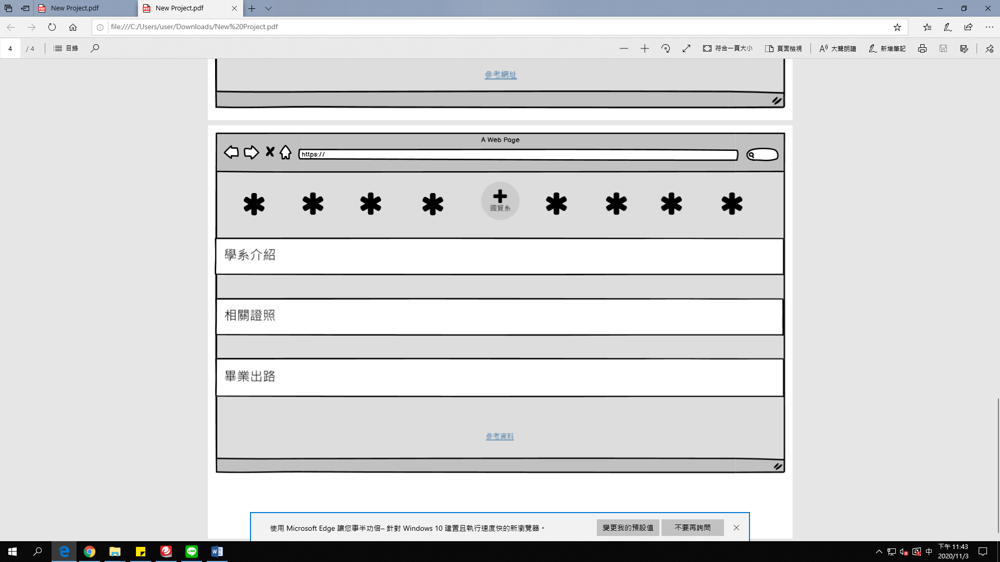 New Project.pdf
New Project.pdf
file:///C:/Users/user/Downloads/New%20Project.pdf
4 / 4 目錄 符合一頁大小 頁面檢視 大聲朗讀 新增筆記
參考網址
A Web Page
https://
國貿系
學系介紹
相關證照
畢業出路
參考資料
使用 Microsoft Edge 讓您事半功倍– 針對 Windows 10 建置且執行速度快的新瀏覽器。
變更我的預設值
不要再詢問
LINE
中
下午 11:43
2020/11/3